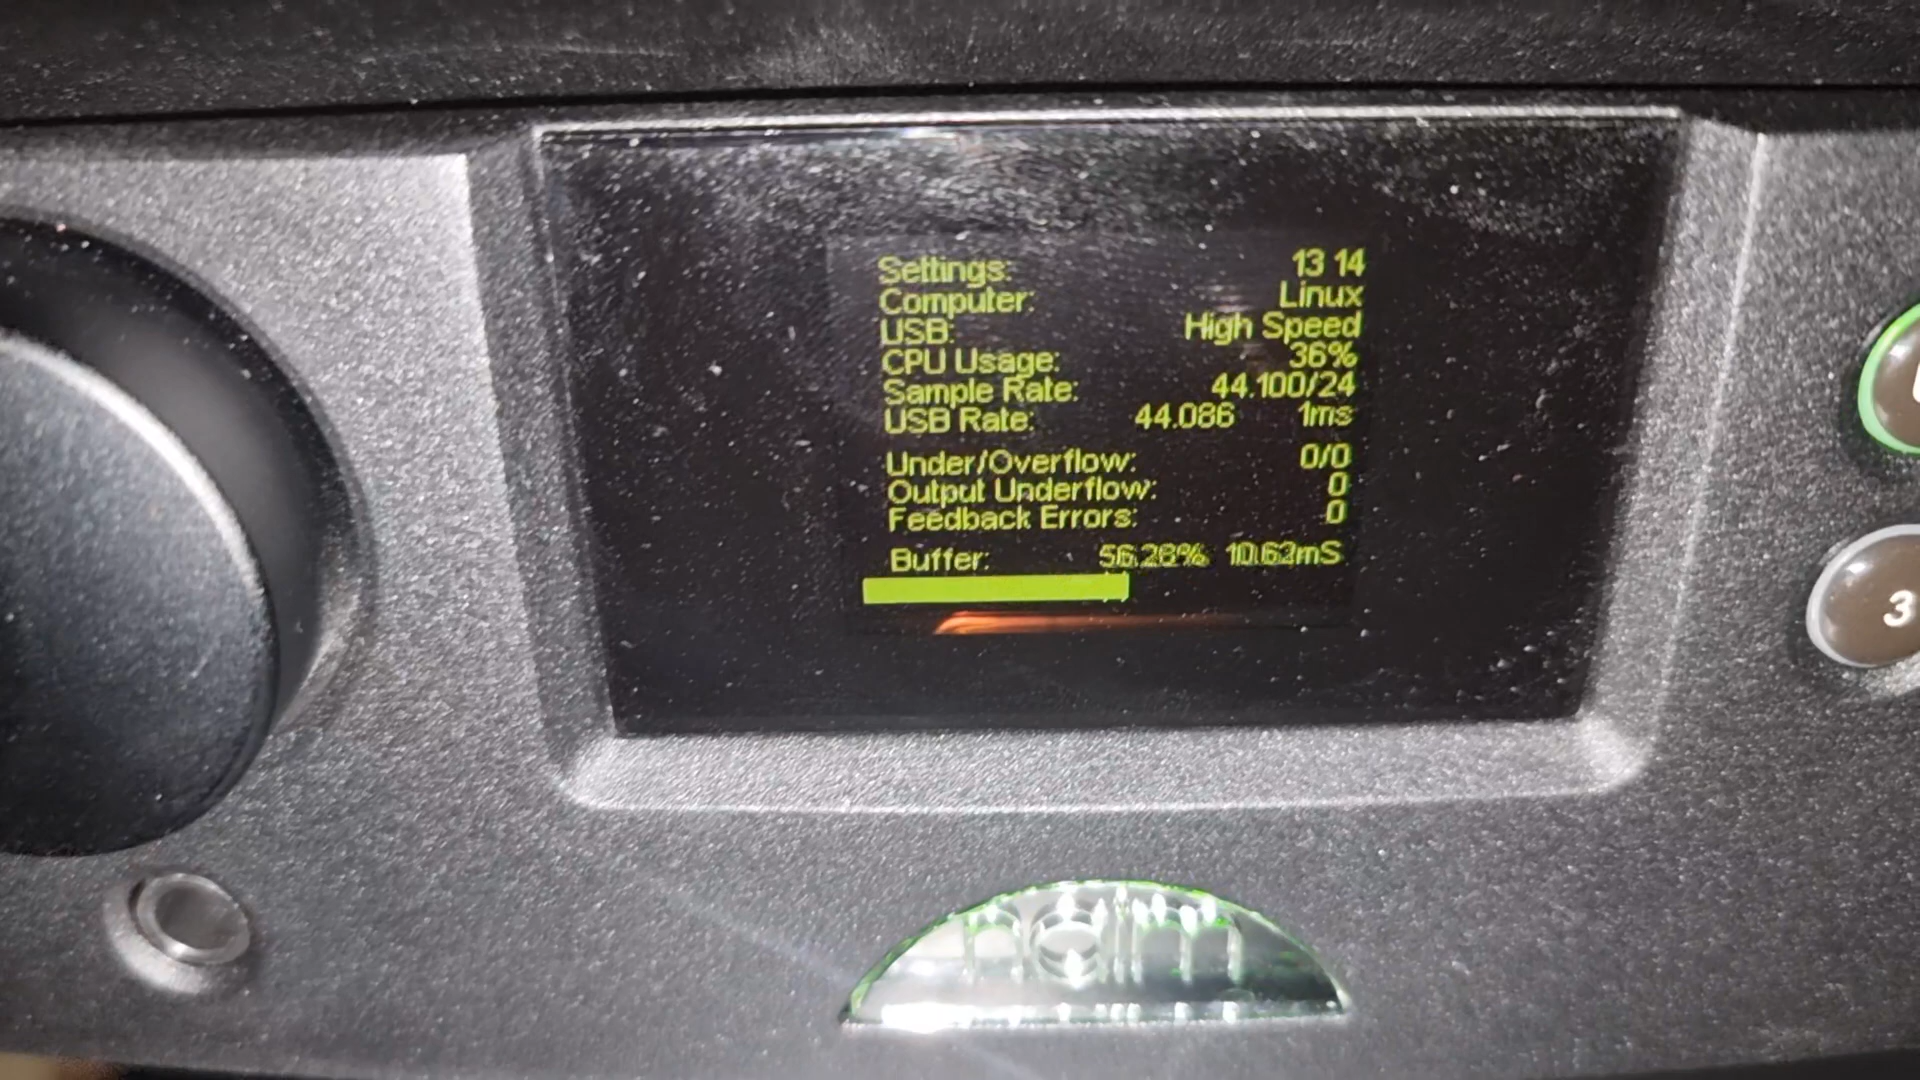 Settings: 13 14
Computer: Linux
USB: High Speed
CPU Usage: 36%
Sample Rate: 44.100/24
USB Rate: 44.086 1ms
Under/Overflow: 0/0
Output Underflow: 0
Feedback Errors: 0
Buffer: 56.28% 10.62mS
3